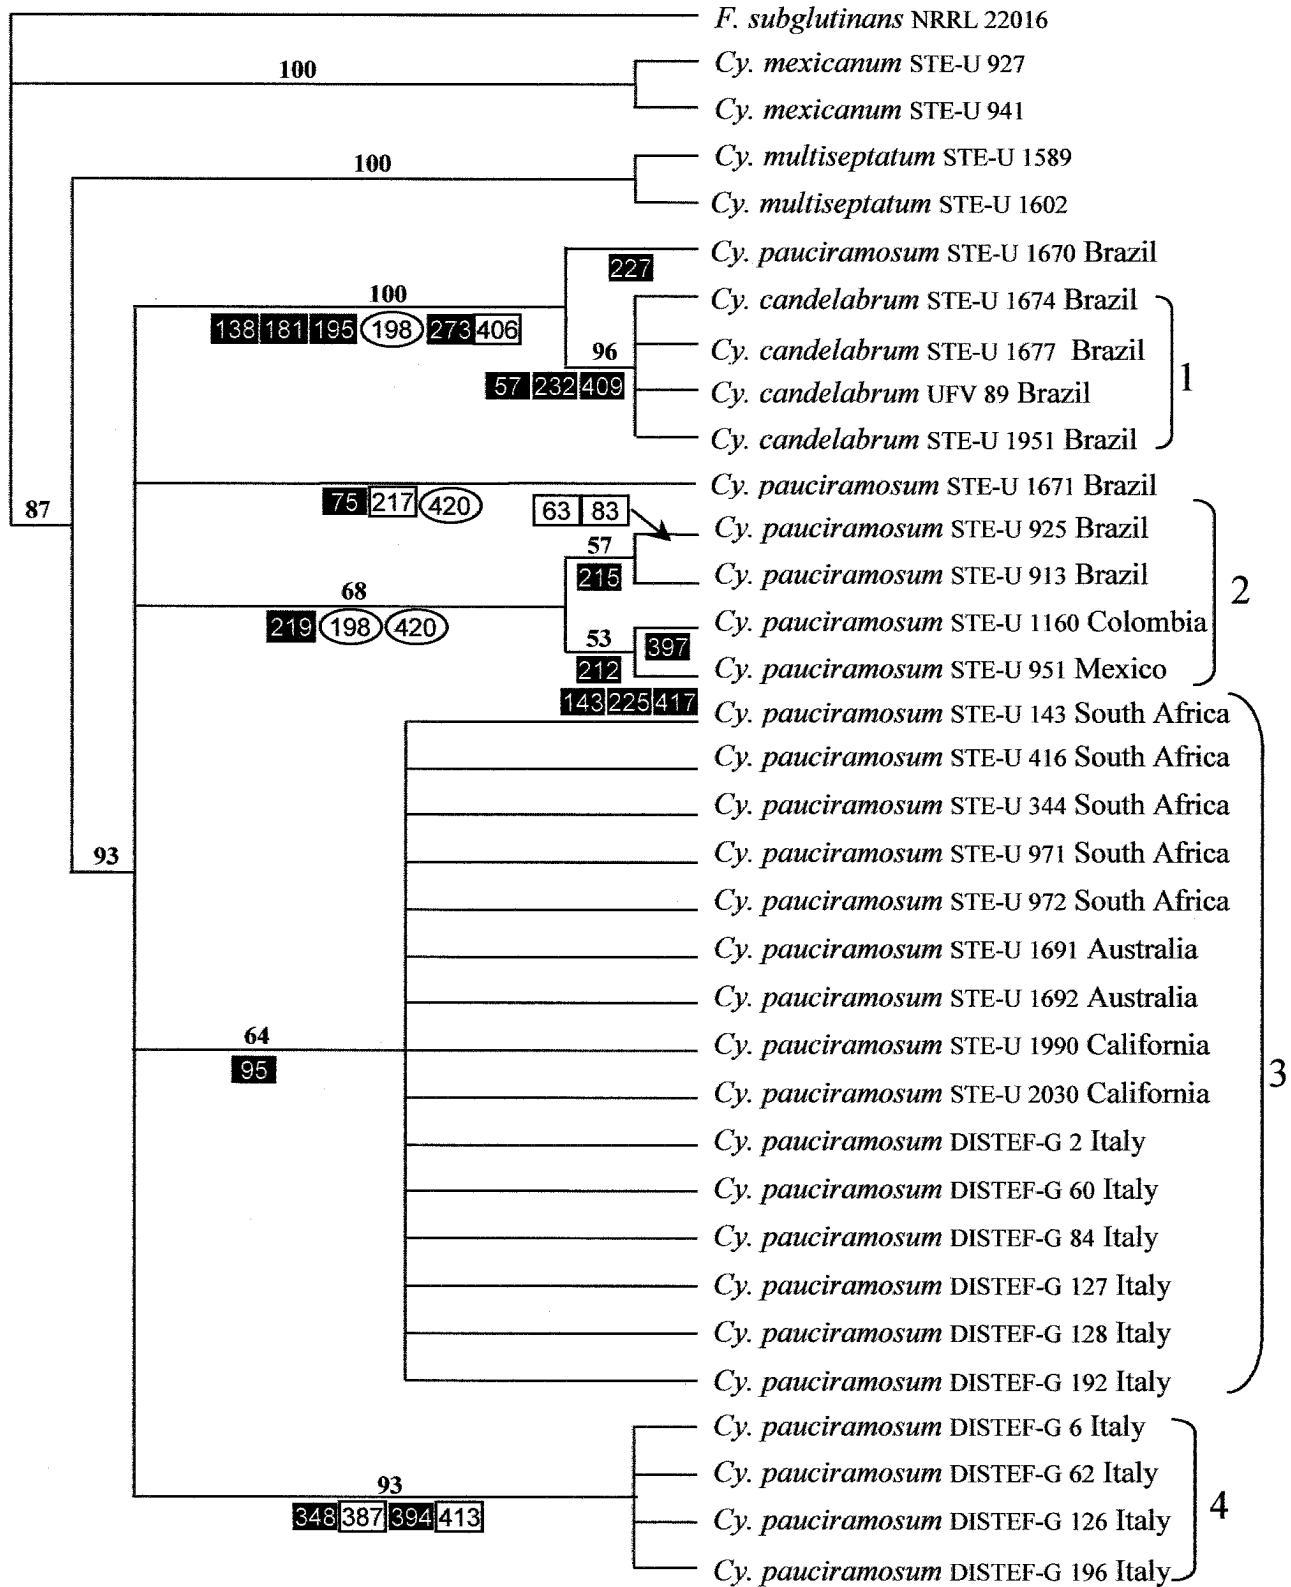 F. subglutinans NRRL 22016
100
Cy. mexicanum STE-U 927
Cy. mexicanum STE-U 941
100
Cy. multiseptatum STE-U 1589
Cy. multiseptatum STE-U 1602
Cy. pauciramosum STE-U 1670 Brazil
227
100
138 181 195 198 273 406
Cy. candelabrum STE-U 1674 Brazil
Cy. candelabrum STE-U 1677 Brazil
96
57 232 409
Cy. candelabrum UFV 89 Brazil
Cy. candelabrum STE-U 1951 Brazil
1
Cy. pauciramosum STE-U 1671 Brazil
75 217 420
87
63 83
Cy. pauciramosum STE-U 925 Brazil
57
215
Cy. pauciramosum STE-U 913 Brazil
2
68
219 198 420
Cy. pauciramosum STE-U 1160 Colombia
53
397
212
Cy. pauciramosum STE-U 951 Mexico
143 225 417
Cy. pauciramosum STE-U 143 South Africa
Cy. pauciramosum STE-U 416 South Africa
Cy. pauciramosum STE-U 344 South Africa
93
Cy. pauciramosum STE-U 971 South Africa
Cy. pauciramosum STE-U 972 South Africa
Cy. pauciramosum STE-U 1691 Australia
Cy. pauciramosum STE-U 1692 Australia
64
95
Cy. pauciramosum STE-U 1990 California
3
Cy. pauciramosum STE-U 2030 California
Cy. pauciramosum DISTEF-G 2 Italy
Cy. pauciramosum DISTEF-G 60 Italy
Cy. pauciramosum DISTEF-G 84 Italy
Cy. pauciramosum DISTEF-G 127 Italy
Cy. pauciramosum DISTEF-G 128 Italy
Cy. pauciramosum DISTEF-G 192 Italy
Cy. pauciramosum DISTEF-G 6 Italy
Cy. pauciramosum DISTEF-G 62 Italy
93
348 387 394 413
4
Cy. pauciramosum DISTEF-G 126 Italy
Cy. pauciramosum DISTEF-G 196 Italy